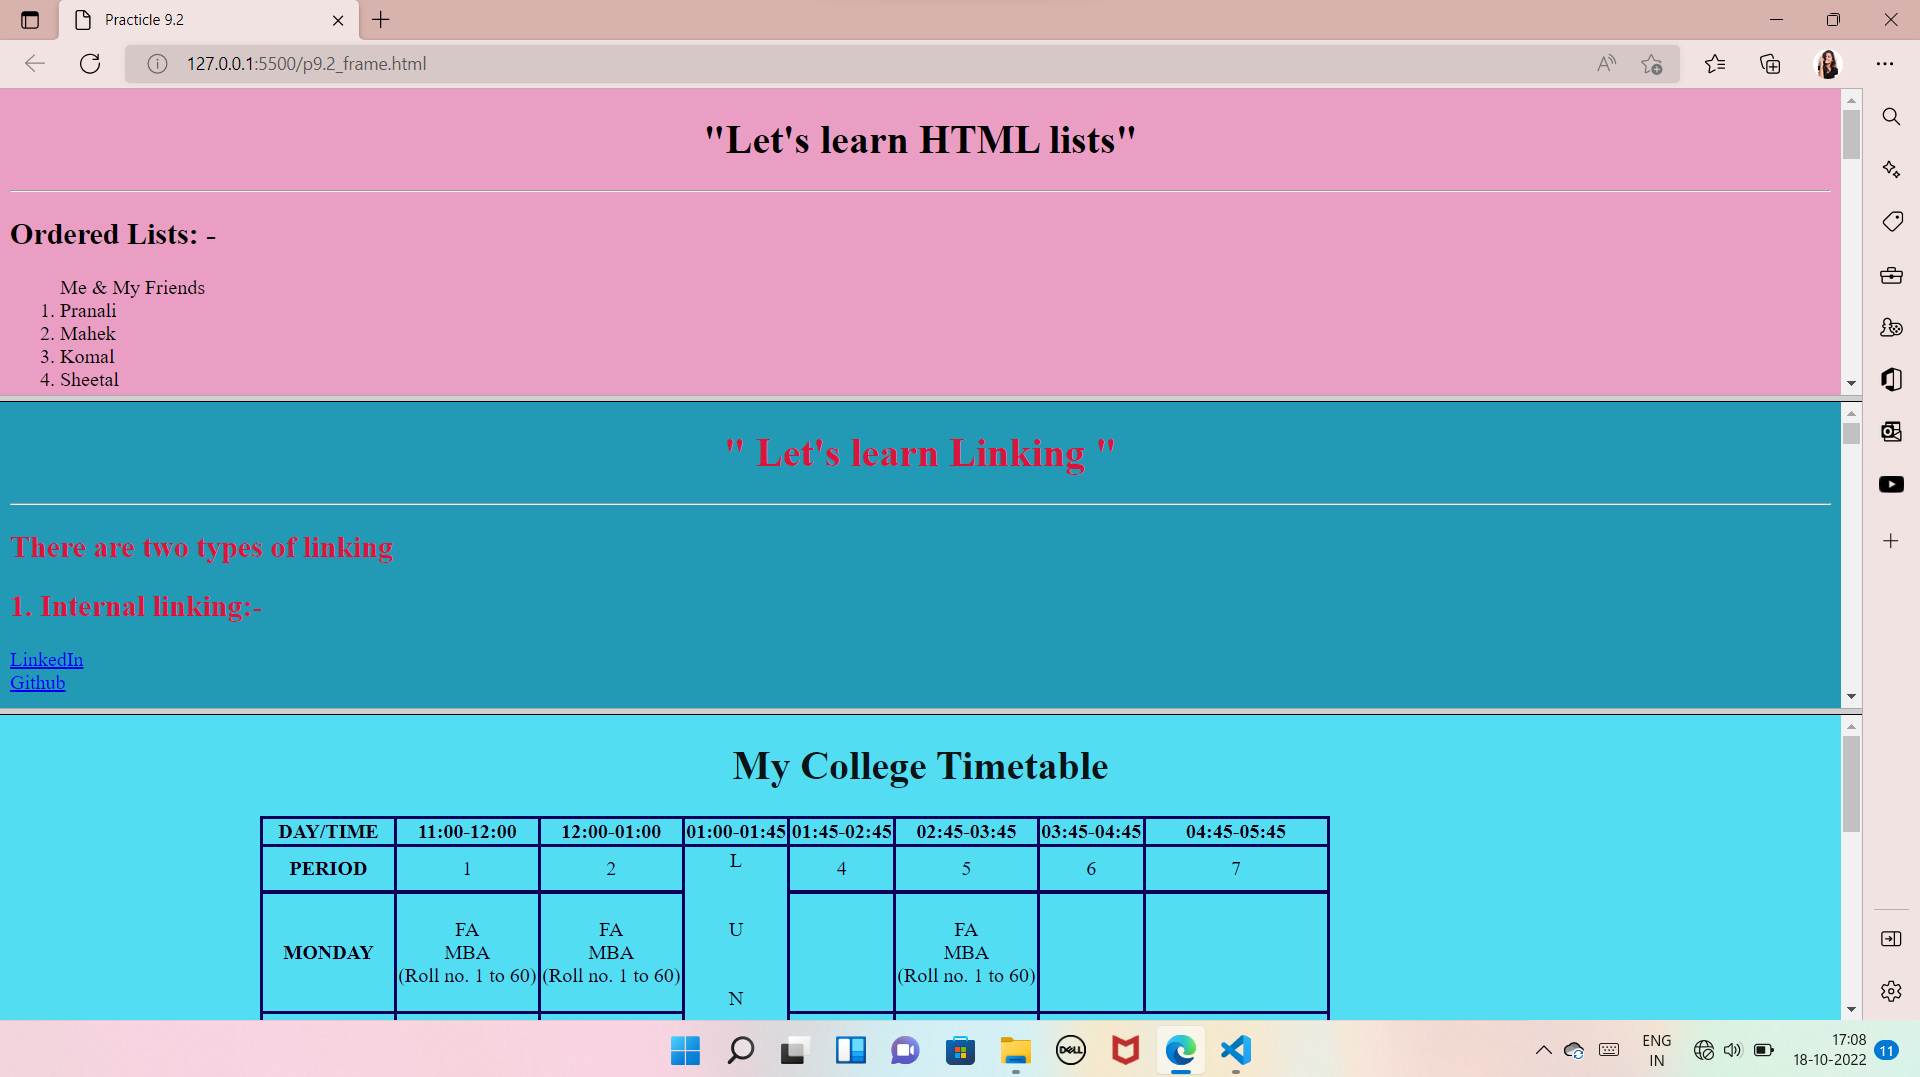 Practicle 9.2
127.0.0.1:5500/p9.2_frame.html
"Let's learn HTML lists"
Ordered Lists: -
Me & My Friends
1. Pranali
2. Mahek
3. Komal
4. Sheetal
" Let's learn Linking "
There are two types of linking
1. Internal linking:-
LinkedIn
Github
My College Timetable
DAY/TIME 11:00-12:00 12:00-01:00 01:00-01:45 01:45-02:45 02:45-03:45 03:45-04:45 04:45-05:45
PERIOD 1 2 L 4 5 6 7
FA FA U FA
MONDAY MBA MBA MBA
(Roll no. 1 to 60) (Roll no. 1 to 60) (Roll no. 1 to 60)
N
DELL
ENG
IN
17:08
18-10-2022
11